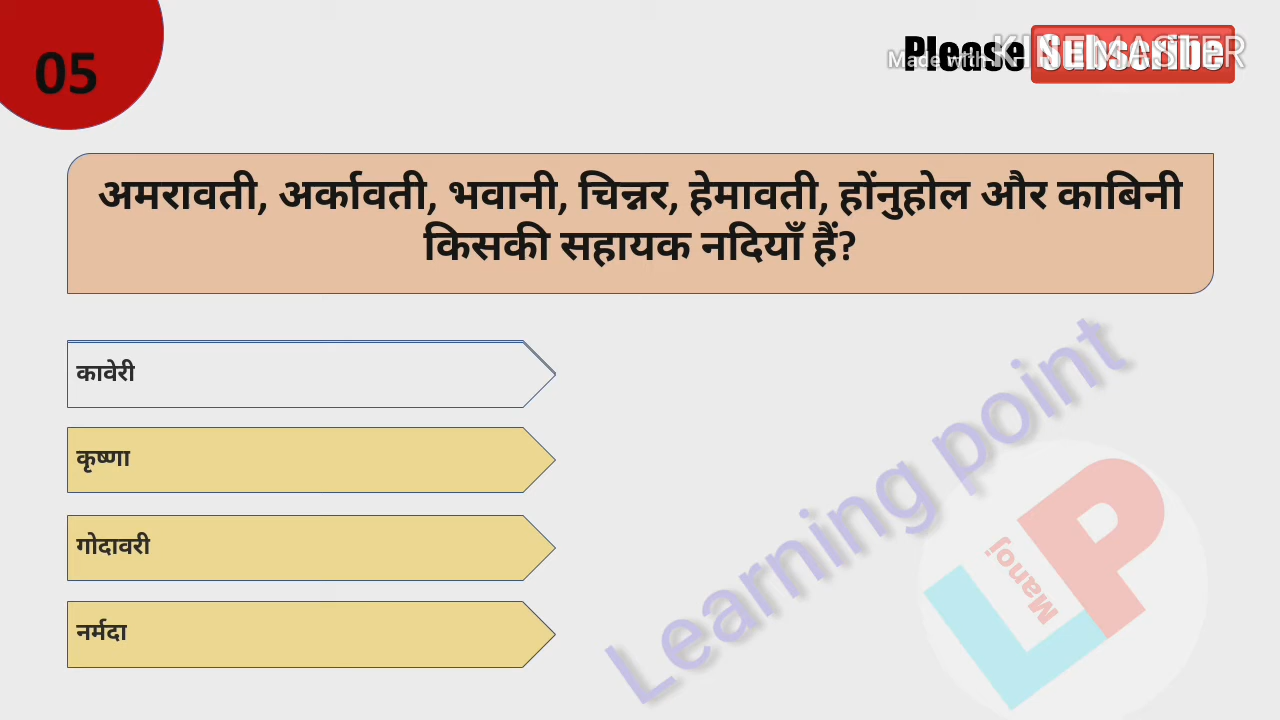 05
Please Subscribe
Made with KINEMASTER
अमरावती, अर्कावती, भवानी, चिन्नर, हेमावती, होंनुहोल और काबिनी
किसकी सहायक नदियाँ हैं?
कावेरी
कृष्णा
गोदावरी
नर्मदा
Learning point
LP
Manoj